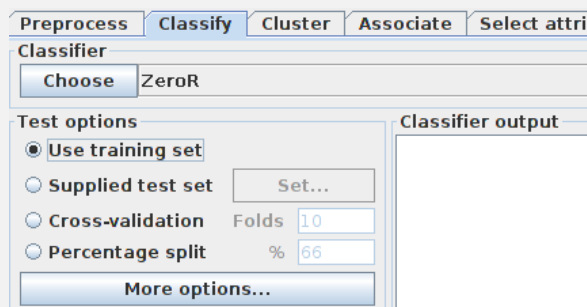 Preprocess Classify Cluster Associate Select attri
Classifier
Choose ZeroR
Test options
Use training set
Supplied test set Set...
Cross-validation Folds 10
Percentage split % 66
More options...
Classifier output